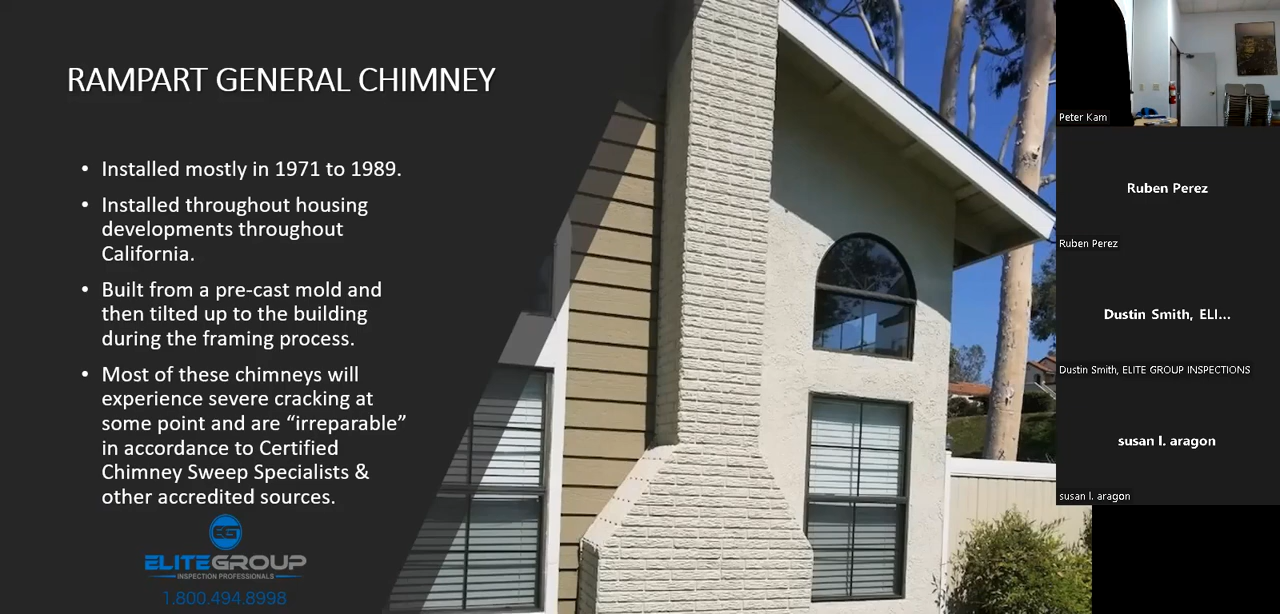 RAMPART GENERAL CHIMNEY
• Installed mostly in 1971 to 1989.
• Installed throughout housing
developments throughout
California.
• Built from a pre-cast mold and
then tilted up to the building
during the framing process.
• Most of these chimneys will
experience severe cracking at
some point and are “irreparable”
in accordance to Certified
Chimney Sweep Specialists &
other accredited sources.
EG
ELITEGROUP
INSPECTION PROFESSIONALS
1.800.494.8998
Peter Kam
Ruben Perez
Ruben Perez
Dustin Smith, ELI...
Dustin Smith, ELITE GROUP INSPECTIONS
susan l. aragon
susan l. aragon